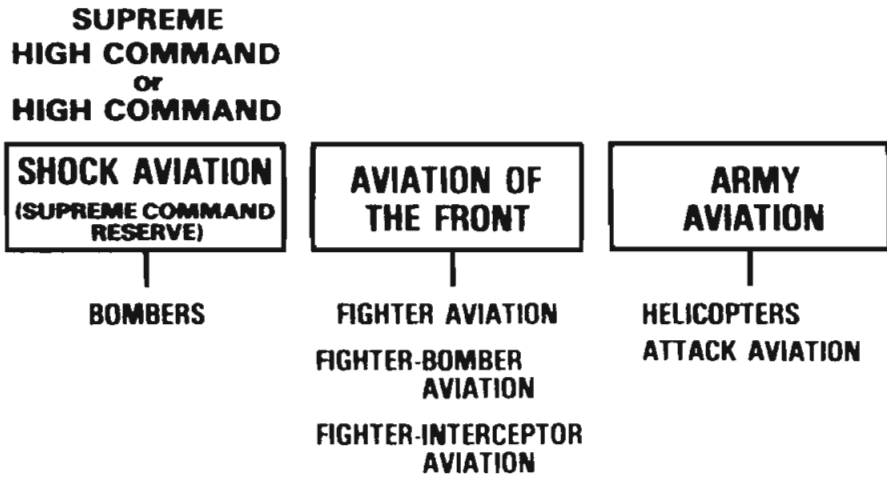 SUPREME
HIGH COMMAND
or
HIGH COMMAND
SHOCK AVIATION
(SUPREME COMMAND
RESERVE)
BOMBERS
AVIATION OF
THE FRONT
FIGHTER AVIATION
FIGHTER-BOMBER
AVIATION
FIGHTER-INTERCEPTOR
AVIATION
ARMY
AVIATION
HELICOPTERS
ATTACK AVIATION